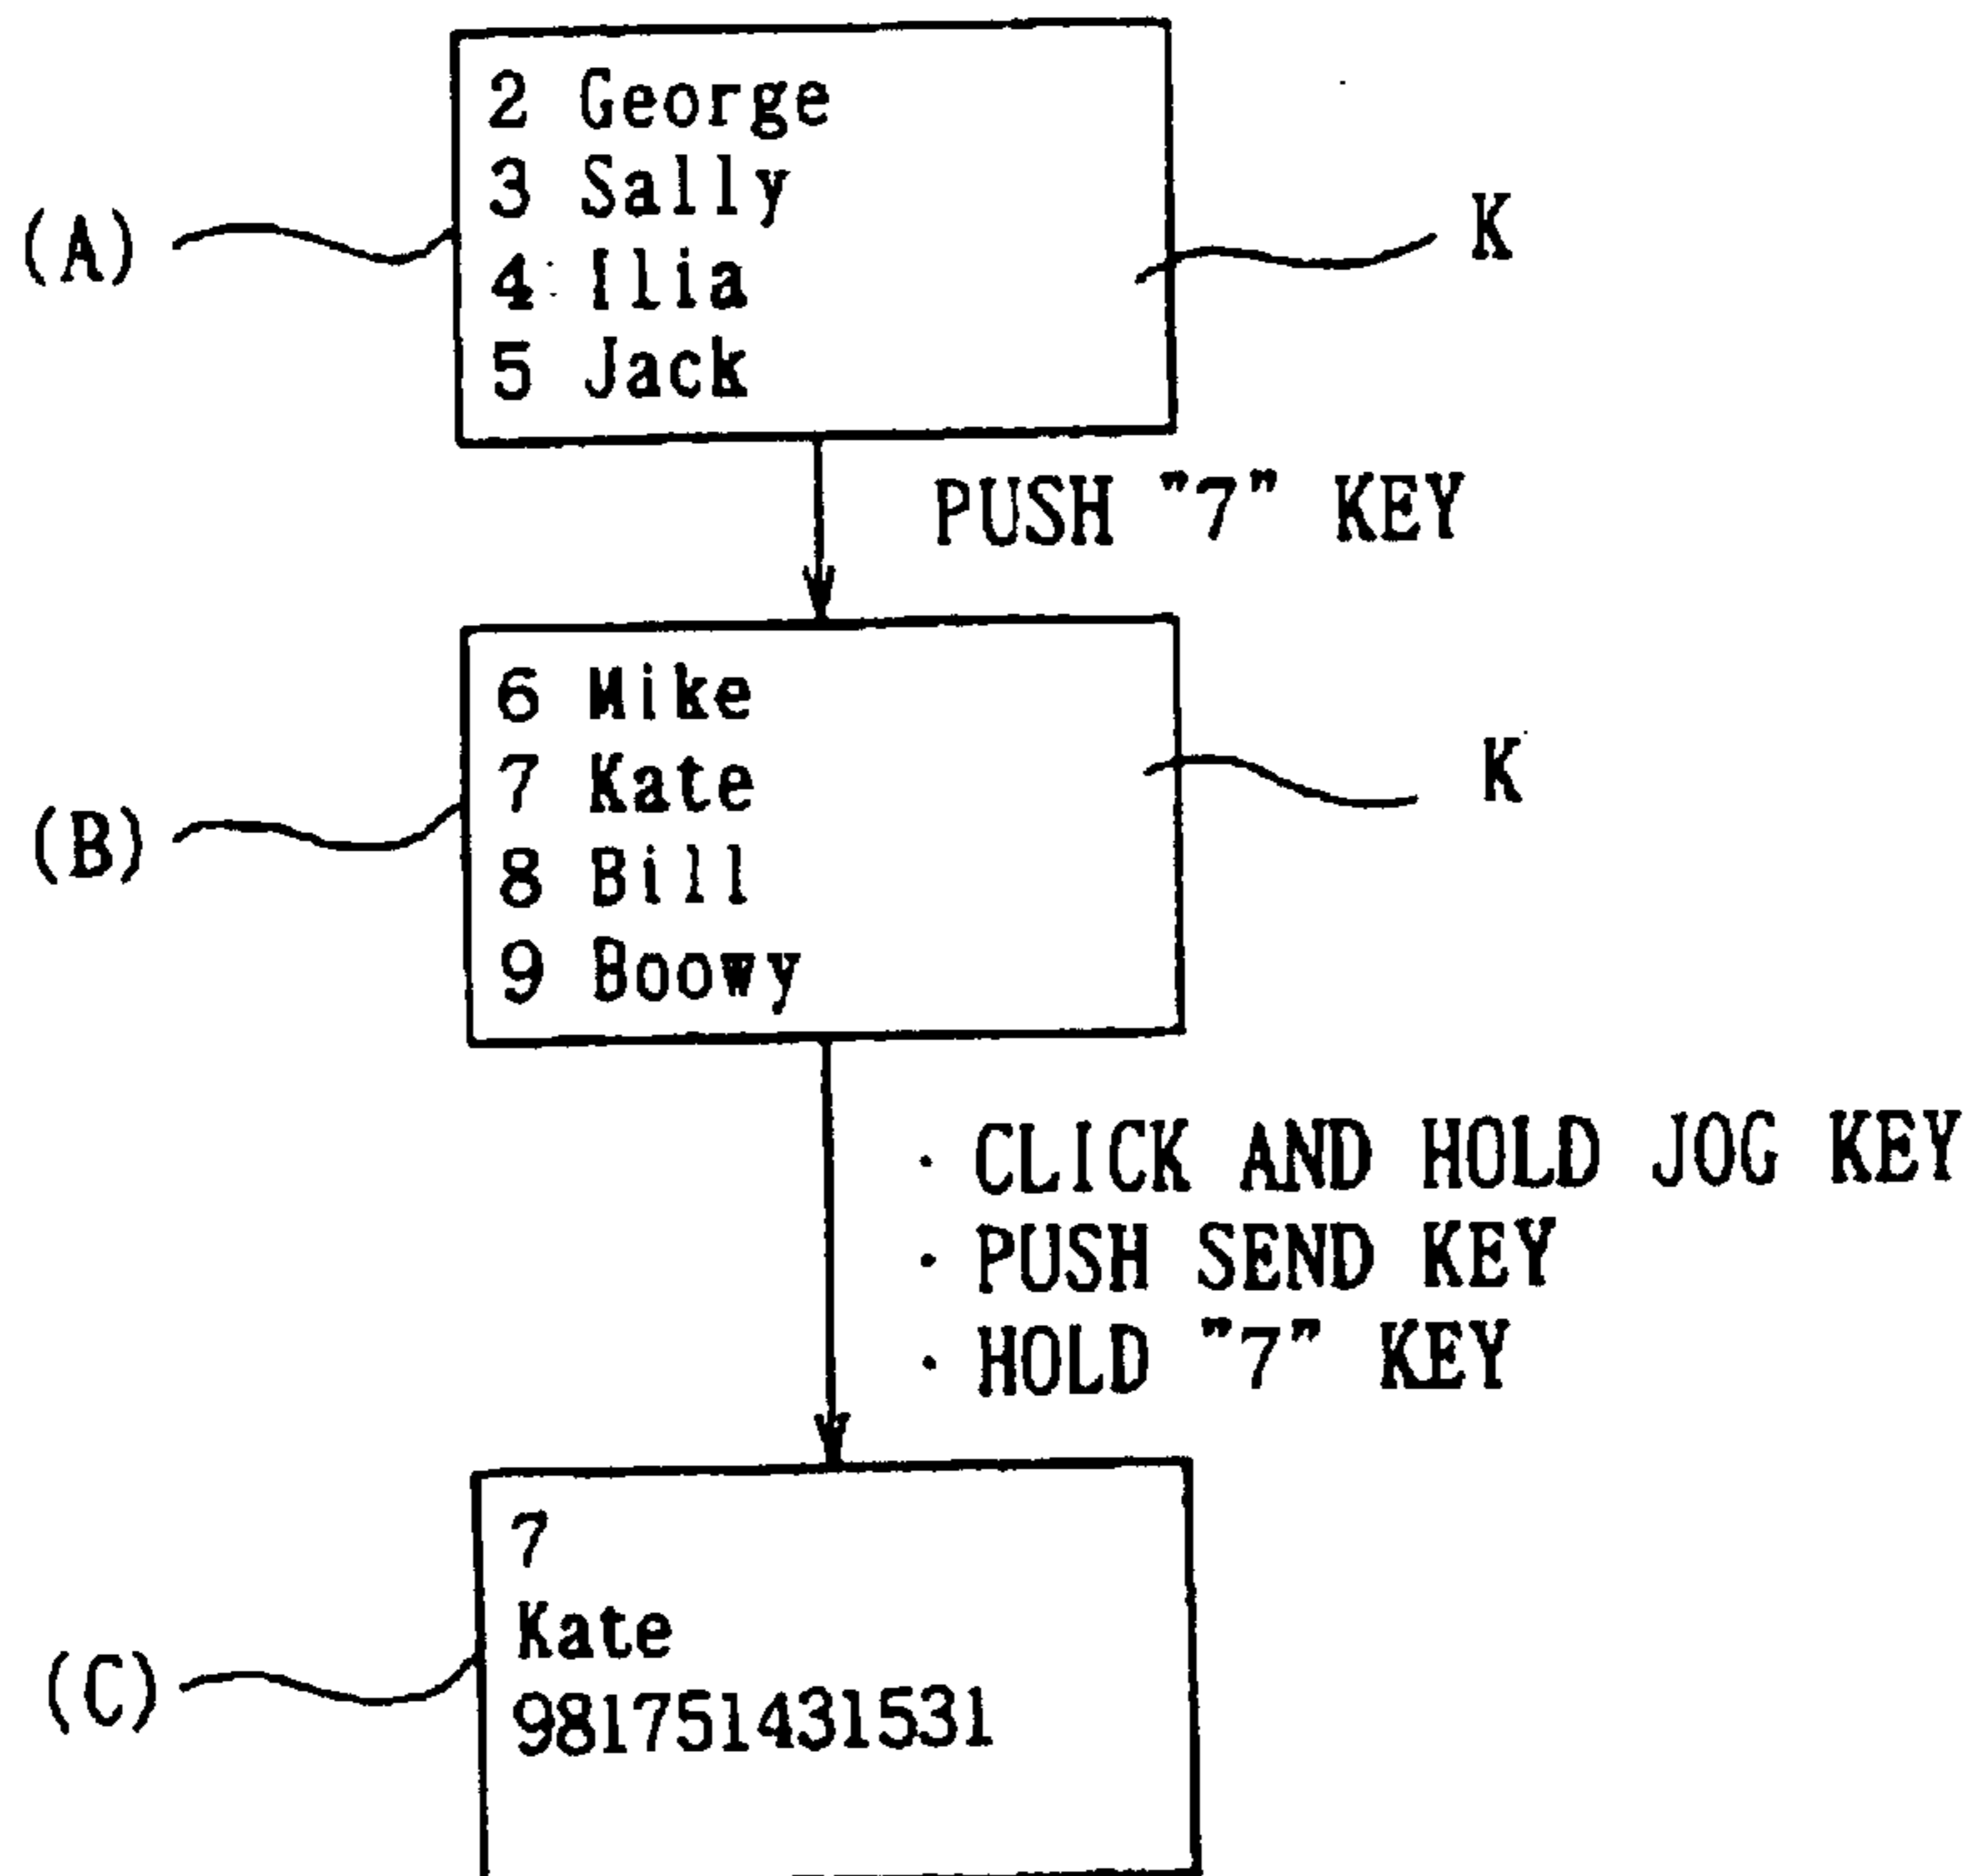 2 George
3 Sally
(A)
K
4 Ilia
5 Jack
PUSH "7" KEY
6 Mike
7 Kate
K
(B)
8 Bill
9 Boowy
· CLICK AND HOLD JOG KEY
· PUSH SEND KEY
· HOLD "7" KEY
7
Kate
(C)
981751431531